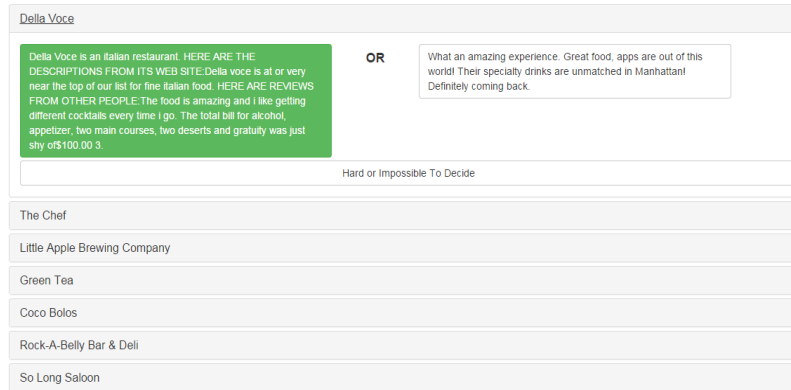 Della Voce
Della Voce is an italian restaurant. HERE ARE THE
DESCRIPTIONS FROM ITS WEB SITE:Della voce is at or very
near the top of our list for fine italian food. HERE ARE REVIEWS
FROM OTHER PEOPLE:The food is amazing and i like getting
different cocktails every time i go. The total bill for alcohol,
appetizer, two main courses, two deserts and gratuity was just
shy of$100.00 3.
OR
What an amazing experience. Great food, apps are out of this
world! Their specialty drinks are unmatched in Manhattan!
Definitely coming back.
Hard or Impossible To Decide
The Chef
Little Apple Brewing Company
Green Tea
Coco Bolos
Rock-A-Belly Bar & Deli
So Long Saloon